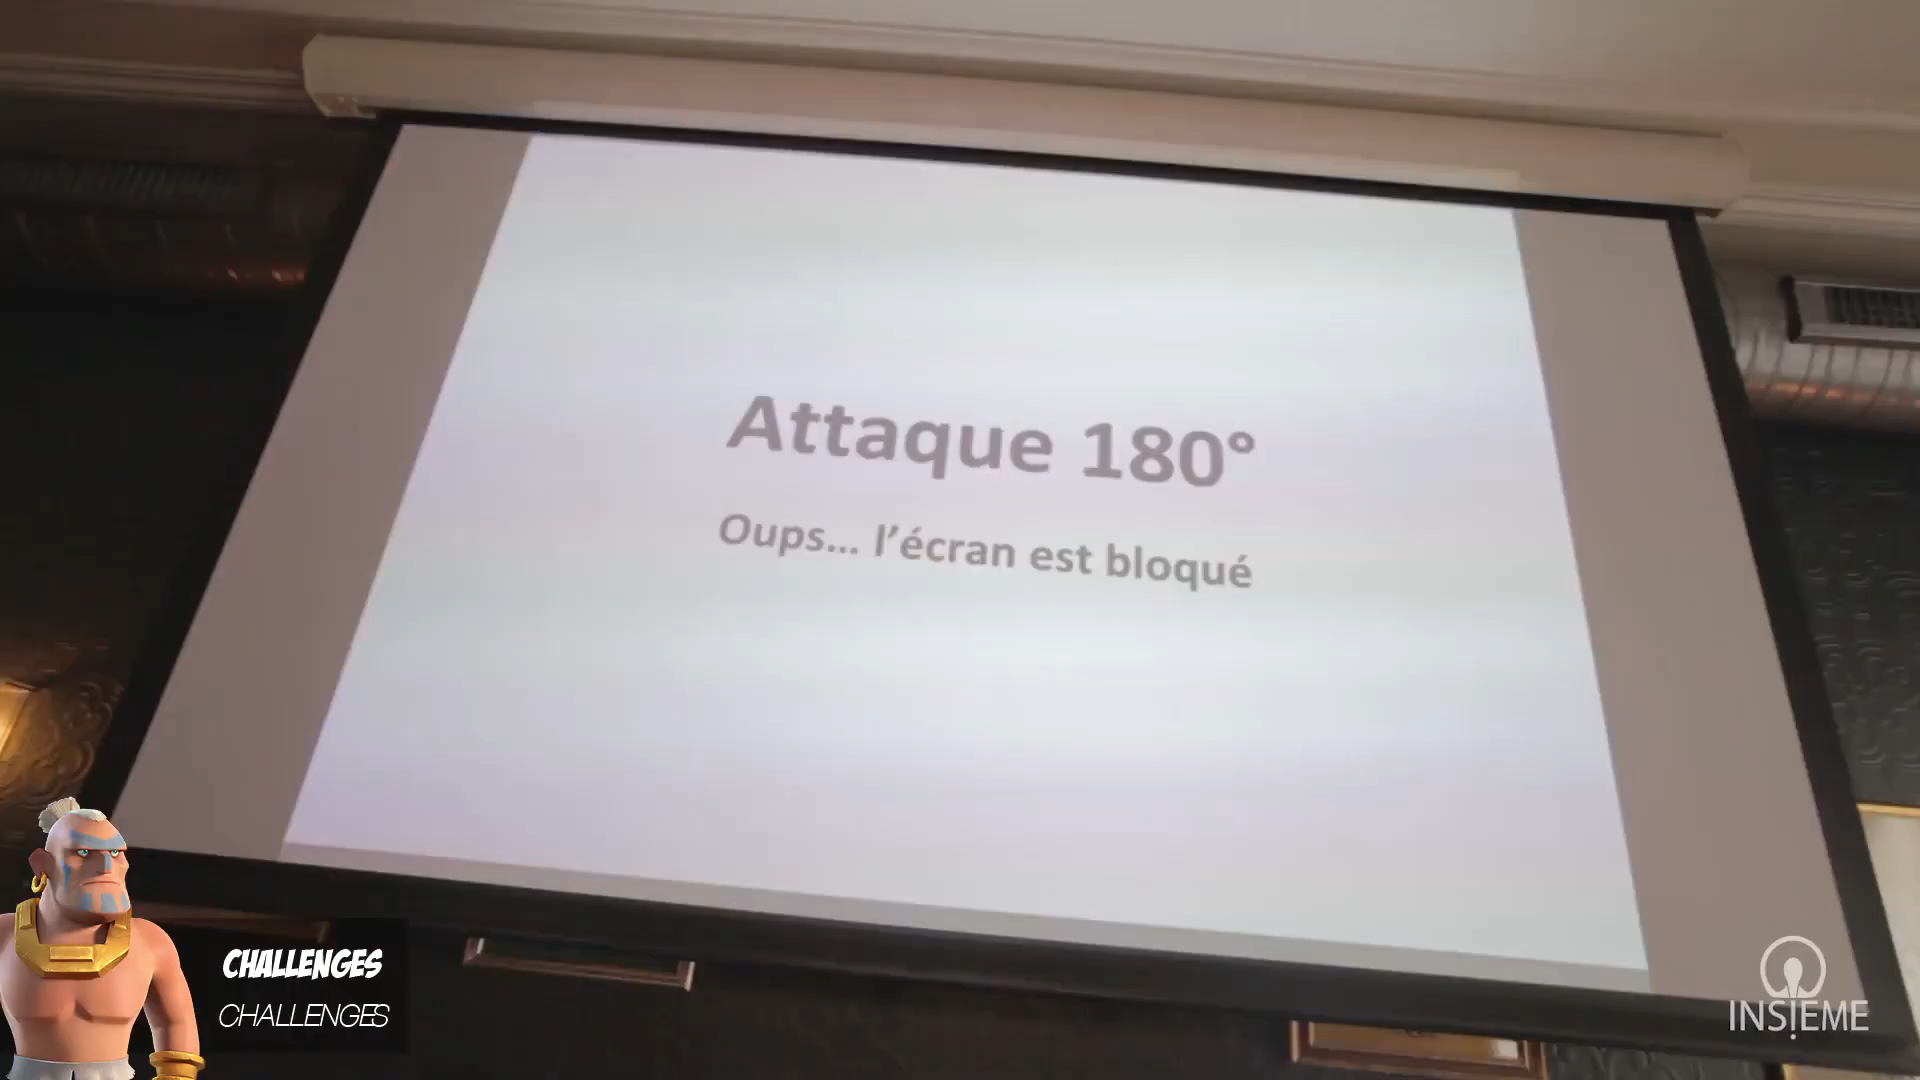 Attaque 180°
Oups... l'écran est bloqué
CHALLENGES
CHALLENGES
INSIEME